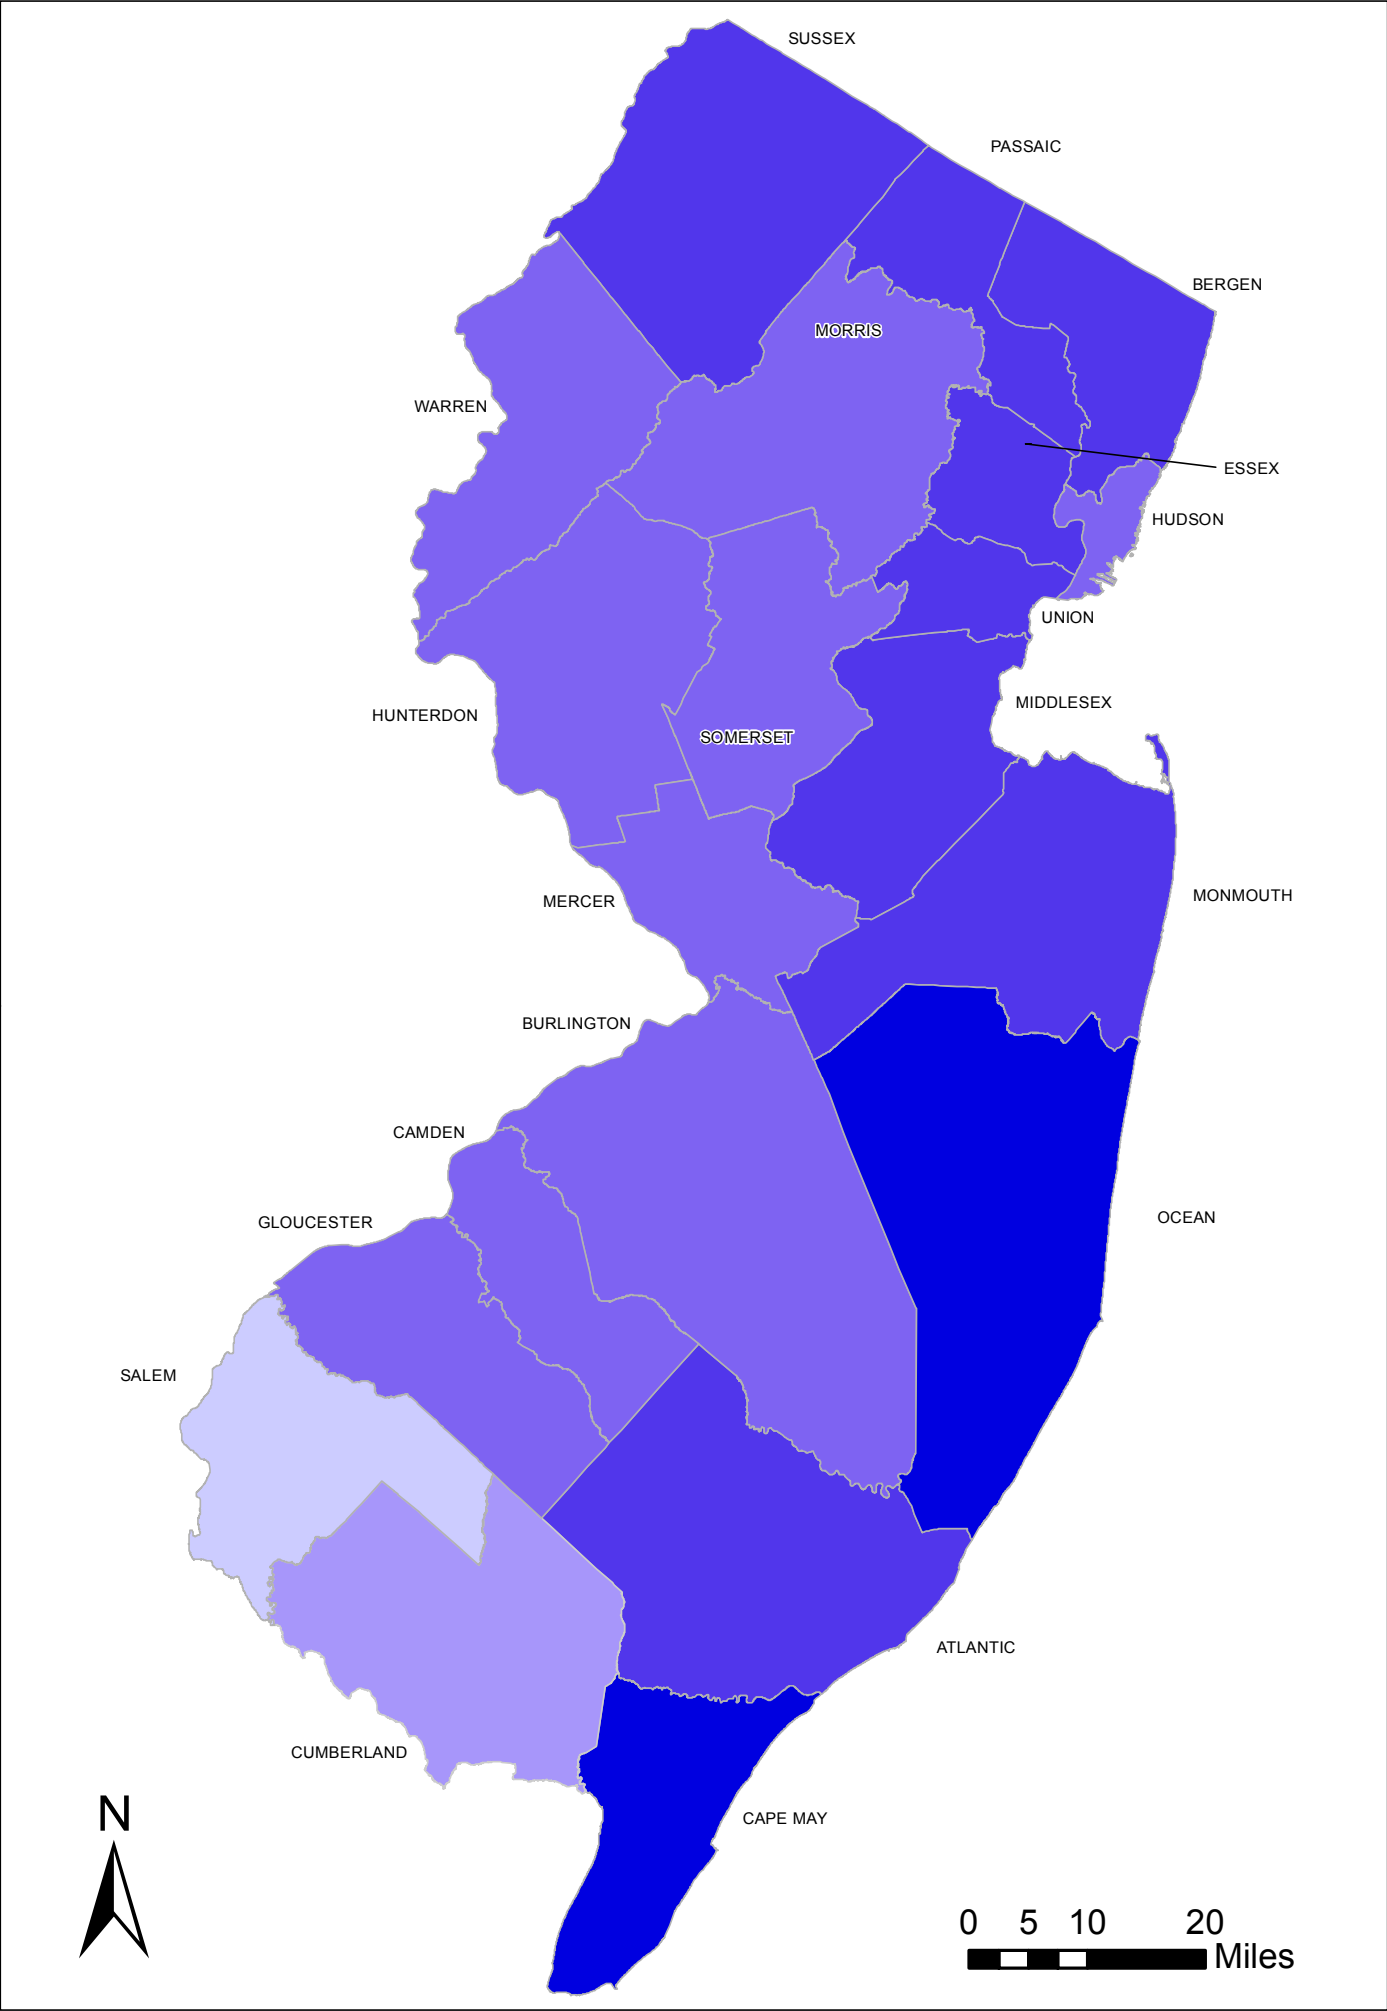 SUSSEX
PASSAIC
BERGEN
MORRIS
WARREN
ESSEX
HUDSON
UNION
MIDDLESEX
HUNTERDON
SOMERSET
MONMOUTH
MERCER
BURLINGTON
CAMDEN
OCEAN
GLOUCESTER
SALEM
ATLANTIC
CUMBERLAND
CAPE MAY
N
0 5 10 20
Miles